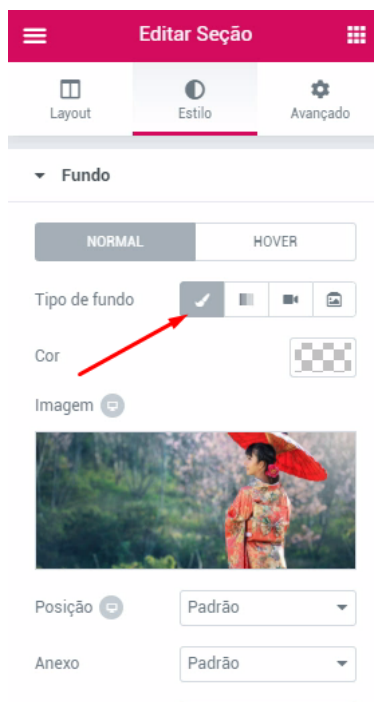 Editar Seção
Layout Estilo Avançado
Fundo
NORMAL HOVER
Tipo de fundo
Cor
Imagem
Posição Padrão
Anexo Padrão